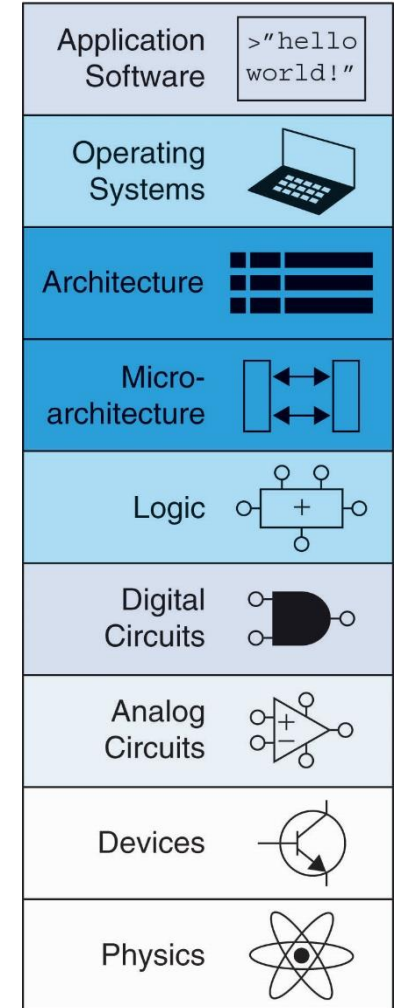 Application
Software
>"hello
world!"
Operating
Systems
Architecture
Micro-
architecture
Logic
+
Digital
Circuits
Analog
Circuits
+
−
Devices
Physics